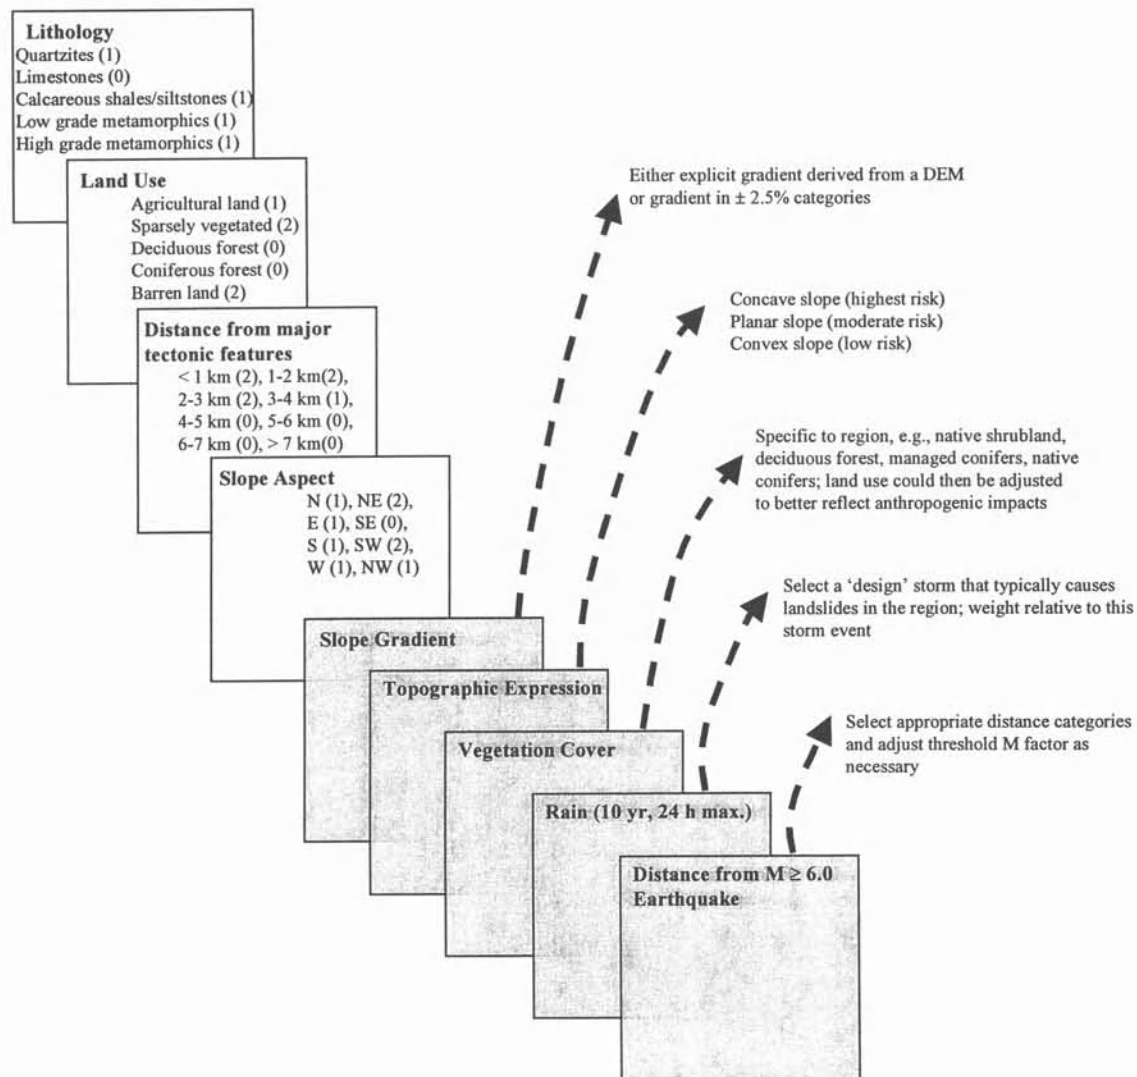 Lithology
Quartzites (1)
Limestones (0)
Calcareous shales/siltstones (1)
Low grade metamorphics (1)
High grade metamorphics (1)
Land Use
Agricultural land (1)
Sparsely vegetated (2)
Deciduous forest (0)
Coniferous forest (0)
Barren land (2)
Distance from major
tectonic features
< 1 km (2), 1-2 km(2),
2-3 km (2), 3-4 km (1),
4-5 km (0), 5-6 km (0),
6-7 km (0), > 7 km(0)
Slope Aspect
N (1), NE (2),
E (1), SE (0),
S (1), SW (2),
W (1), NW (1)
Slope Gradient
Topographic Expression
Vegetation Cover
Rain (10 yr, 24 h max.)
Distance from M ≥ 6.0
Earthquake
Either explicit gradient derived from a DEM
or gradient in ± 2.5% categories
Concave slope (highest risk)
Planar slope (moderate risk)
Convex slope (low risk)
Specific to region, e.g., native shrubland,
deciduous forest, managed conifers, native
conifers; land use could then be adjusted
to better reflect anthropogenic impacts
Select a ‘design’ storm that typically causes
landslides in the region; weight relative to this
storm event
Select appropriate distance categories
and adjust threshold M factor as
necessary